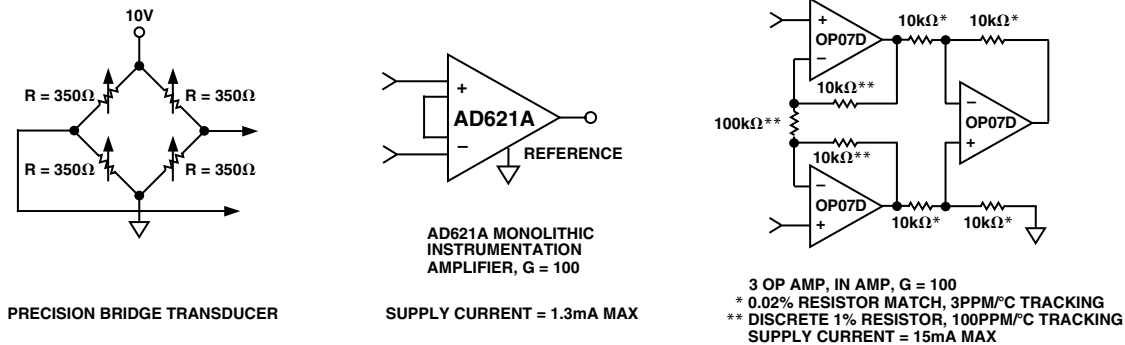 10V
R = 350Ω
R = 350Ω
R = 350Ω
R = 350Ω
PRECISION BRIDGE TRANSDUCER
+
AD621A
−
REFERENCE
AD621A MONOLITHIC
INSTRUMENTATION
AMPLIFIER, G = 100
SUPPLY CURRENT = 1.3mA MAX
+
OP07D
−
10kΩ*
10kΩ*
10kΩ**
100kΩ**
10kΩ**
−
OP07D
+
−
OP07D
+
10kΩ*
10kΩ*
3 OP AMP, IN AMP, G = 100
* 0.02% RESISTOR MATCH, 3PPM/°C TRACKING
** DISCRETE 1% RESISTOR, 100PPM/°C TRACKING
SUPPLY CURRENT = 15mA MAX